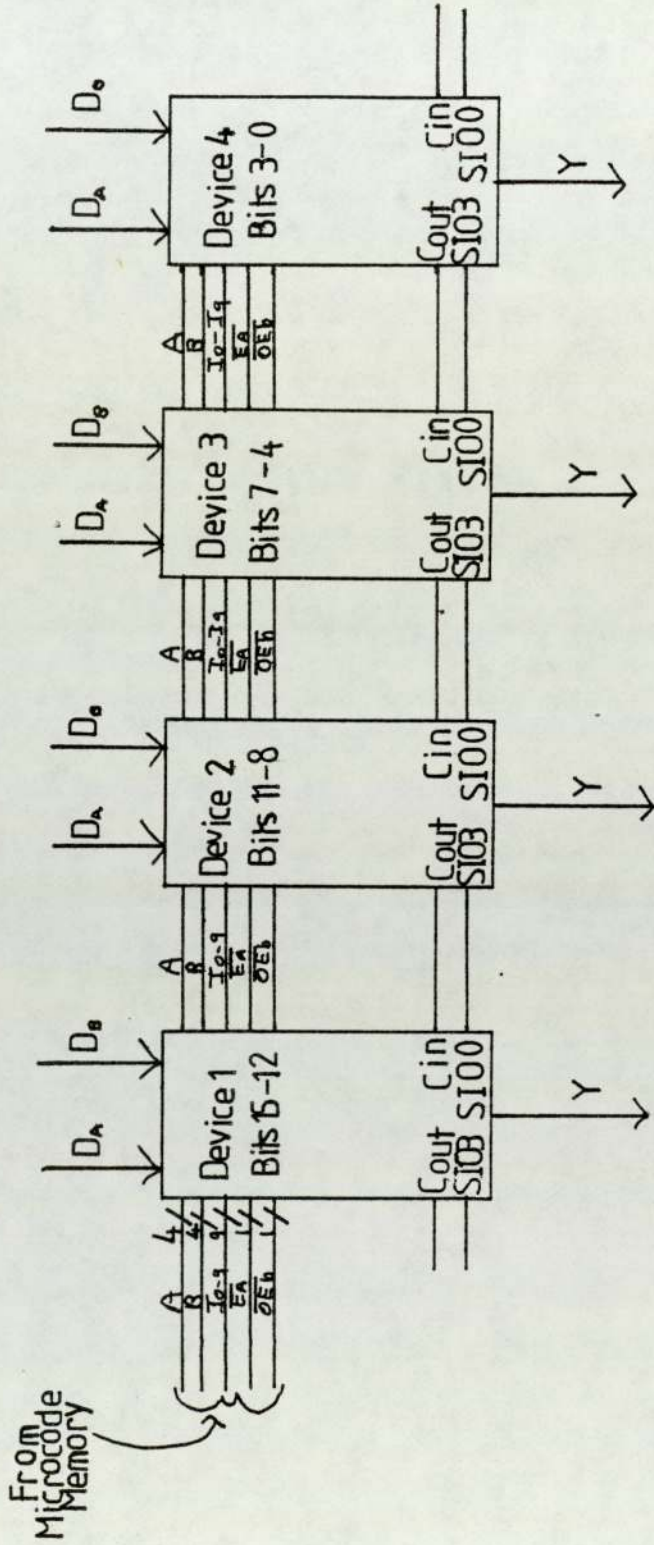 From
Microcode
Memory
A 4
B 4
I0-9 9
EA 1
OEb 1
DA
DB
Device 1
Bits 15-12
Cout Cin
SIO3 SIO0
Y
A
B
I0-9
EA
OEb
DA
DB
Device 2
Bits 11-8
Cout Cin
SIO3 SIO0
Y
A
B
I0-I9
EA
OEb
DA
DB
Device 3
Bits 7-4
Cout Cin
SIO3 SIO0
Y
A
B
I0-I9
EA
OEb
DA
DB
Device 4
Bits 3-0
Cout Cin
SIO3 SIO0
Y